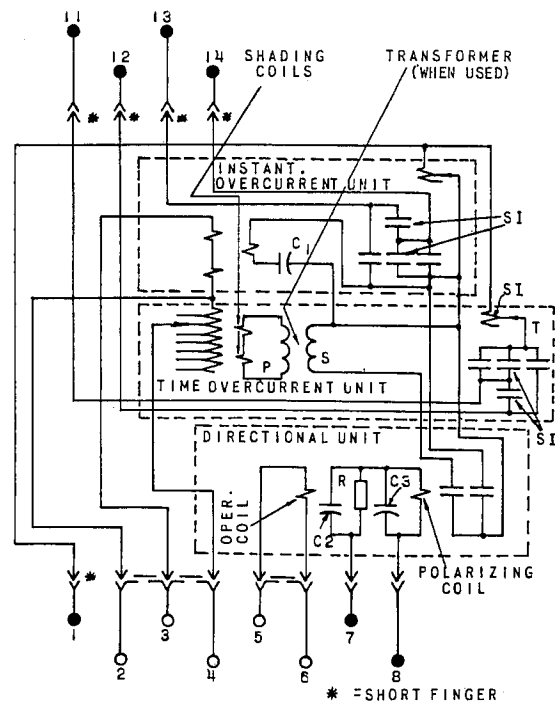 11
13
12
14
SHADING
COILS
TRANSFORMER
(WHEN USED)
*
*
*
*
INSTANT.
OVERCURRENT UNIT
C1
SI
SI
T
P
S
TIME OVERCURRENT UNIT
SI
DIRECTIONAL UNIT
OPER.
COIL
R
C3
C2
POLARIZING
COIL
*
1
2
3
4
5
6
7
8
* =SHORT FINGER